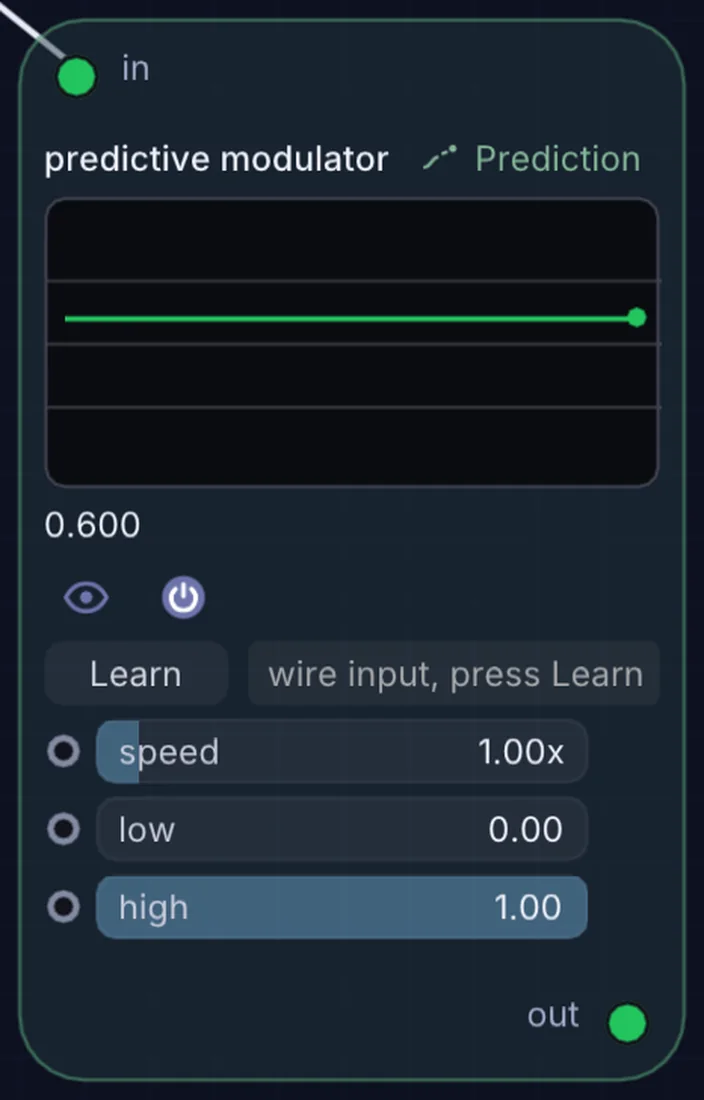 in
predictive modulator Prediction
0.600
Learn wire input, press Learn
speed 1.00x
low 0.00
high 1.00
out